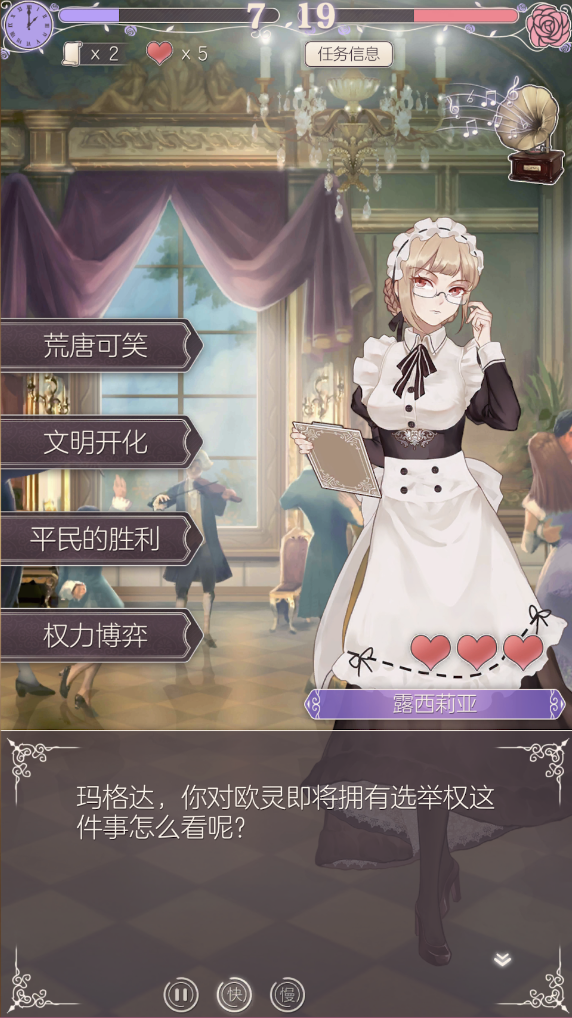 7 19
x 2
x 5
任务信息
荒唐可笑
文明开化
平民的胜利
权力博弈
露西莉亚
玛格达，你对欧灵即将拥有选举权这
件事怎么看呢？
快
慢